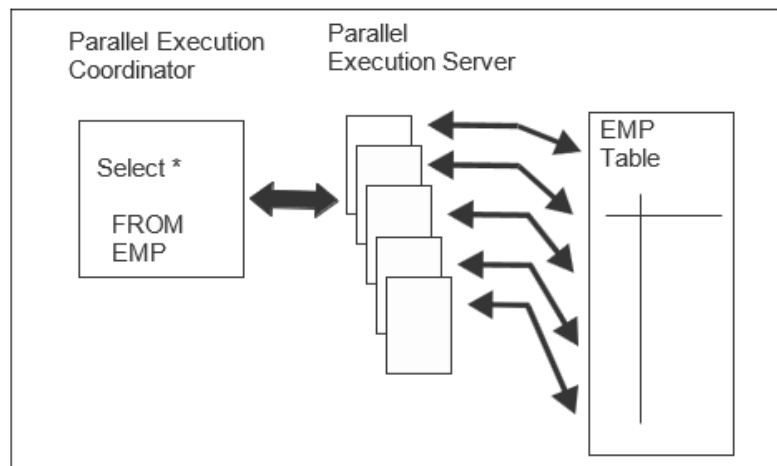 Parallel Execution
Coordinator
Parallel
Execution Server
Select *
FROM
EMP
EMP
Table